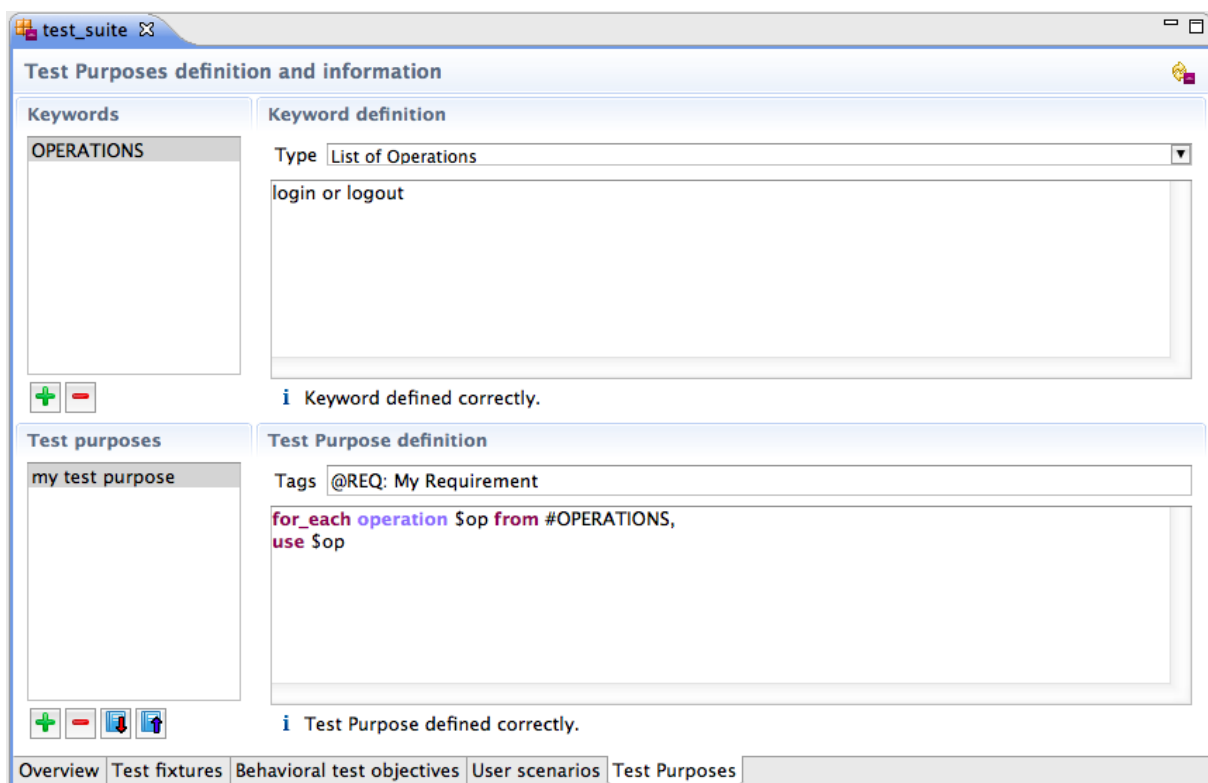 test_suite
Test Purposes definition and information
Keywords
Keyword definition
OPERATIONS
Type List of Operations
login or logout
i Keyword defined correctly.
Test purposes
Test Purpose definition
my test purpose
Tags @REQ: My Requirement
for_each operation $op from #OPERATIONS,
use $op
i Test Purpose defined correctly.
Overview Test fixtures Behavioral test objectives User scenarios Test Purposes